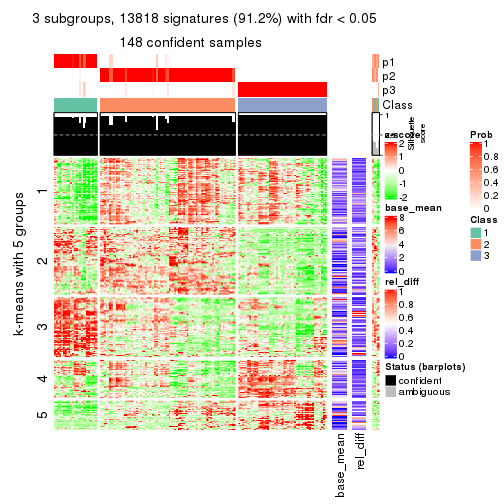 3 subgroups, 13818 signatures (91.2%) with fdr < 0.05
148 confident samples
p1
p2
p3
Class
1
0
Silhouette
score
k-means with 5 groups
1
2
3
4
5
base_mean
rel_diff
z-score
2
1
0
-1
-2
base_mean
8
6
4
2
0
rel_diff
1
0.8
0.6
0.4
0.2
0
Status (barplots)
confident
ambiguous
Prob
1
0.8
0.6
0.4
0.2
0
Class
1
2
3